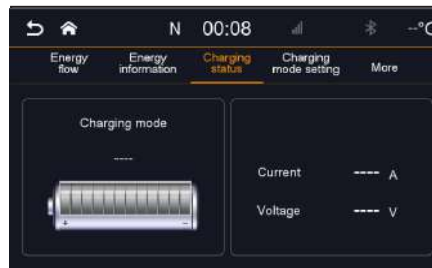 N 00:08 --°C
Energy flow
Energy information
Charging status
Charging mode setting
More
Charging mode
----
Current ---- A
Voltage ---- V
+ -